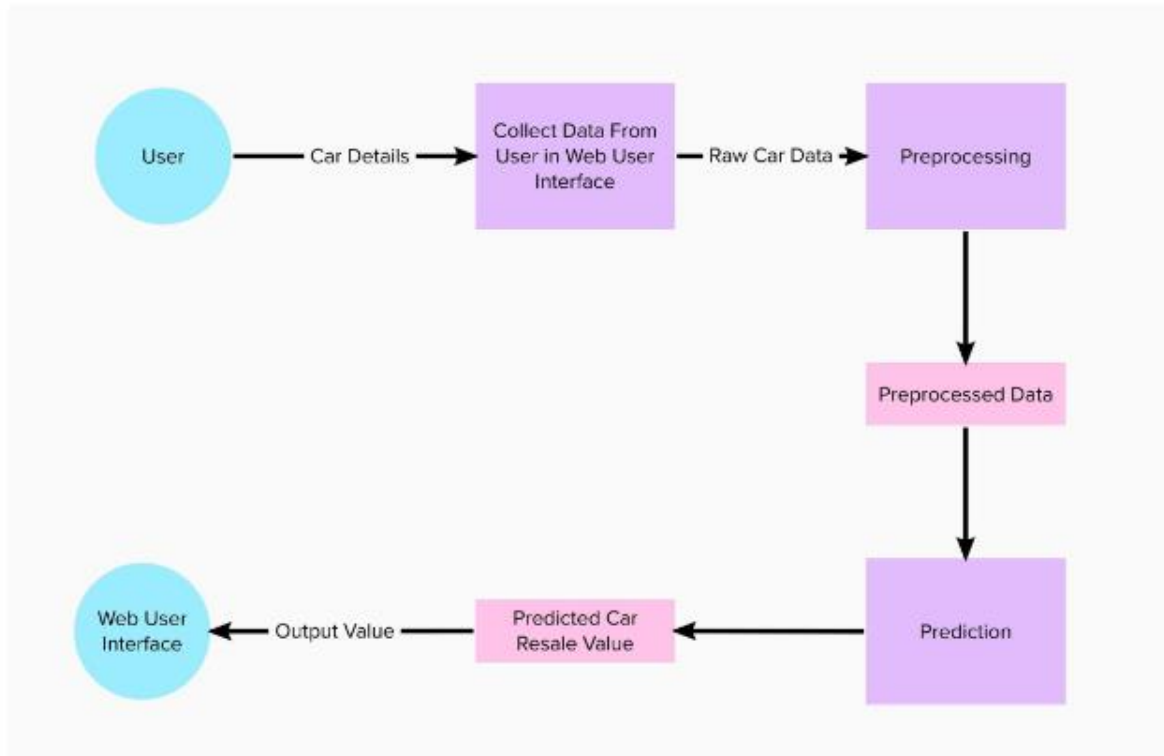 User
Car Details
Collect Data From
User in Web User
Interface
Raw Car Data
Preprocessing
Preprocessed Data
Prediction
Predicted Car
Resale Value
Output Value
Web User
Interface